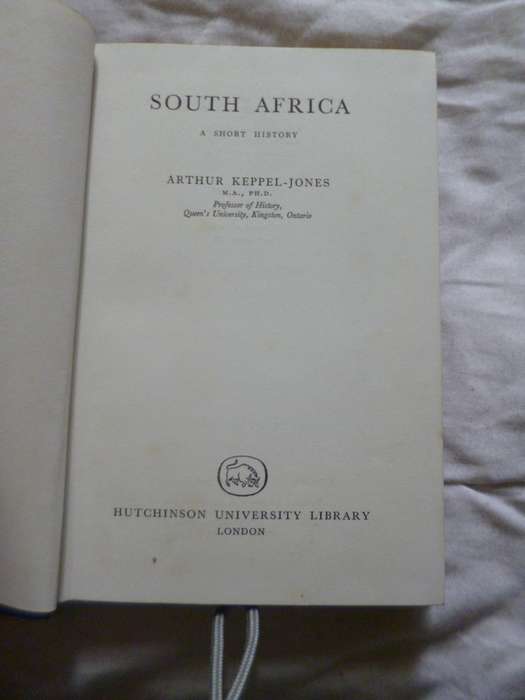 SOUTH AFRICA
A SHORT HISTORY
ARTHUR KEPPEL-JONES
M.A., PH.D.
Professor of History,
Queen's University, Kingston, Ontario
HUTCHINSON UNIVERSITY LIBRARY
LONDON